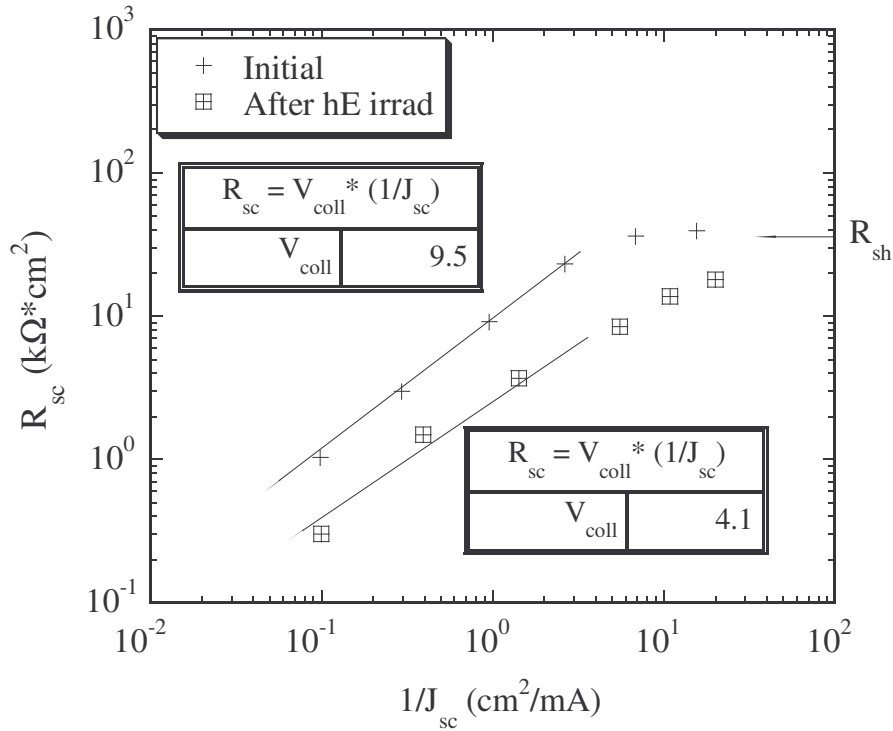 10^3
Initial
After hE irrad
10^2
R_sc = V_coll * (1/J_sc)
V_coll 9.5
R_sh
10^1
R_sc (kΩ*cm^2)
10^0
R_sc = V_coll * (1/J_sc)
V_coll 4.1
10^-1
10^-2 10^-1 10^0 10^1 10^2
1/J_sc (cm^2/mA)